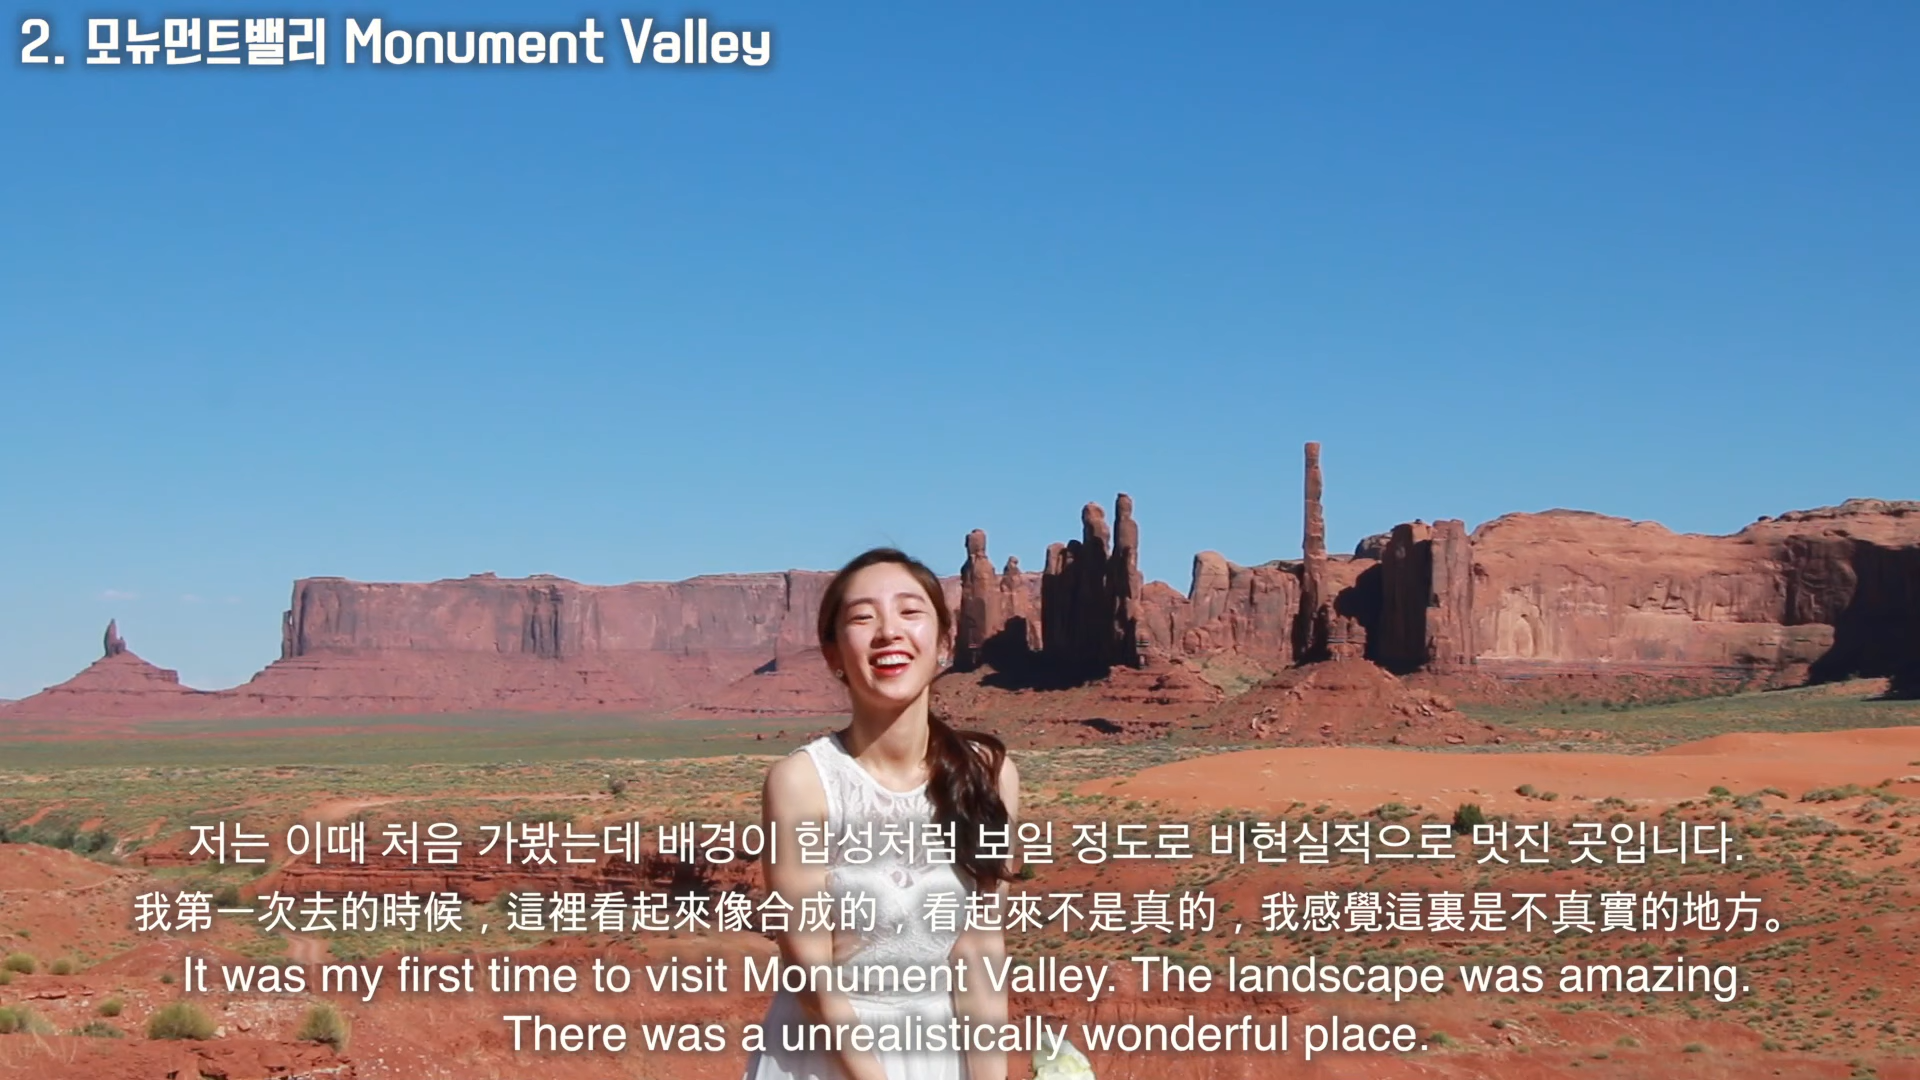 2. 모뉴먼트밸리 Monument Valley
저는 이때 처음 가봤는데 배경이 합성처럼 보일 정도로 비현실적으로 멋진 곳입니다.
我第一次去的時候，這裡看起來像合成的，看起來不是真的，我感覺這裏是不真實的地方。
It was my first time to visit Monument Valley. The landscape was amazing.
There was a unrealistically wonderful place.